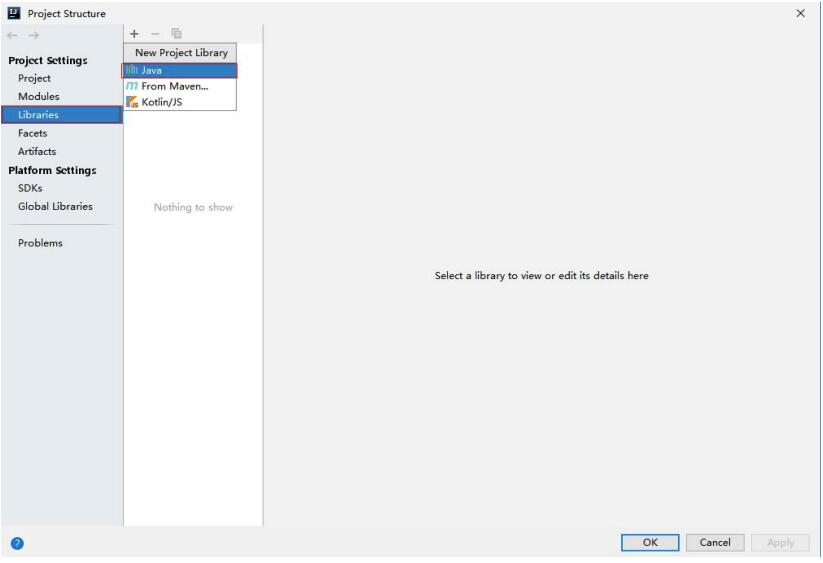 Project Structure
Project Settings
Project
Modules
Libraries
Facets
Artifacts
Platform Settings
SDKs
Global Libraries
Problems
New Project Library
Java
From Maven...
Kotlin/JS
Nothing to show
Select a library to view or edit its details here
?
OK
Cancel
Apply